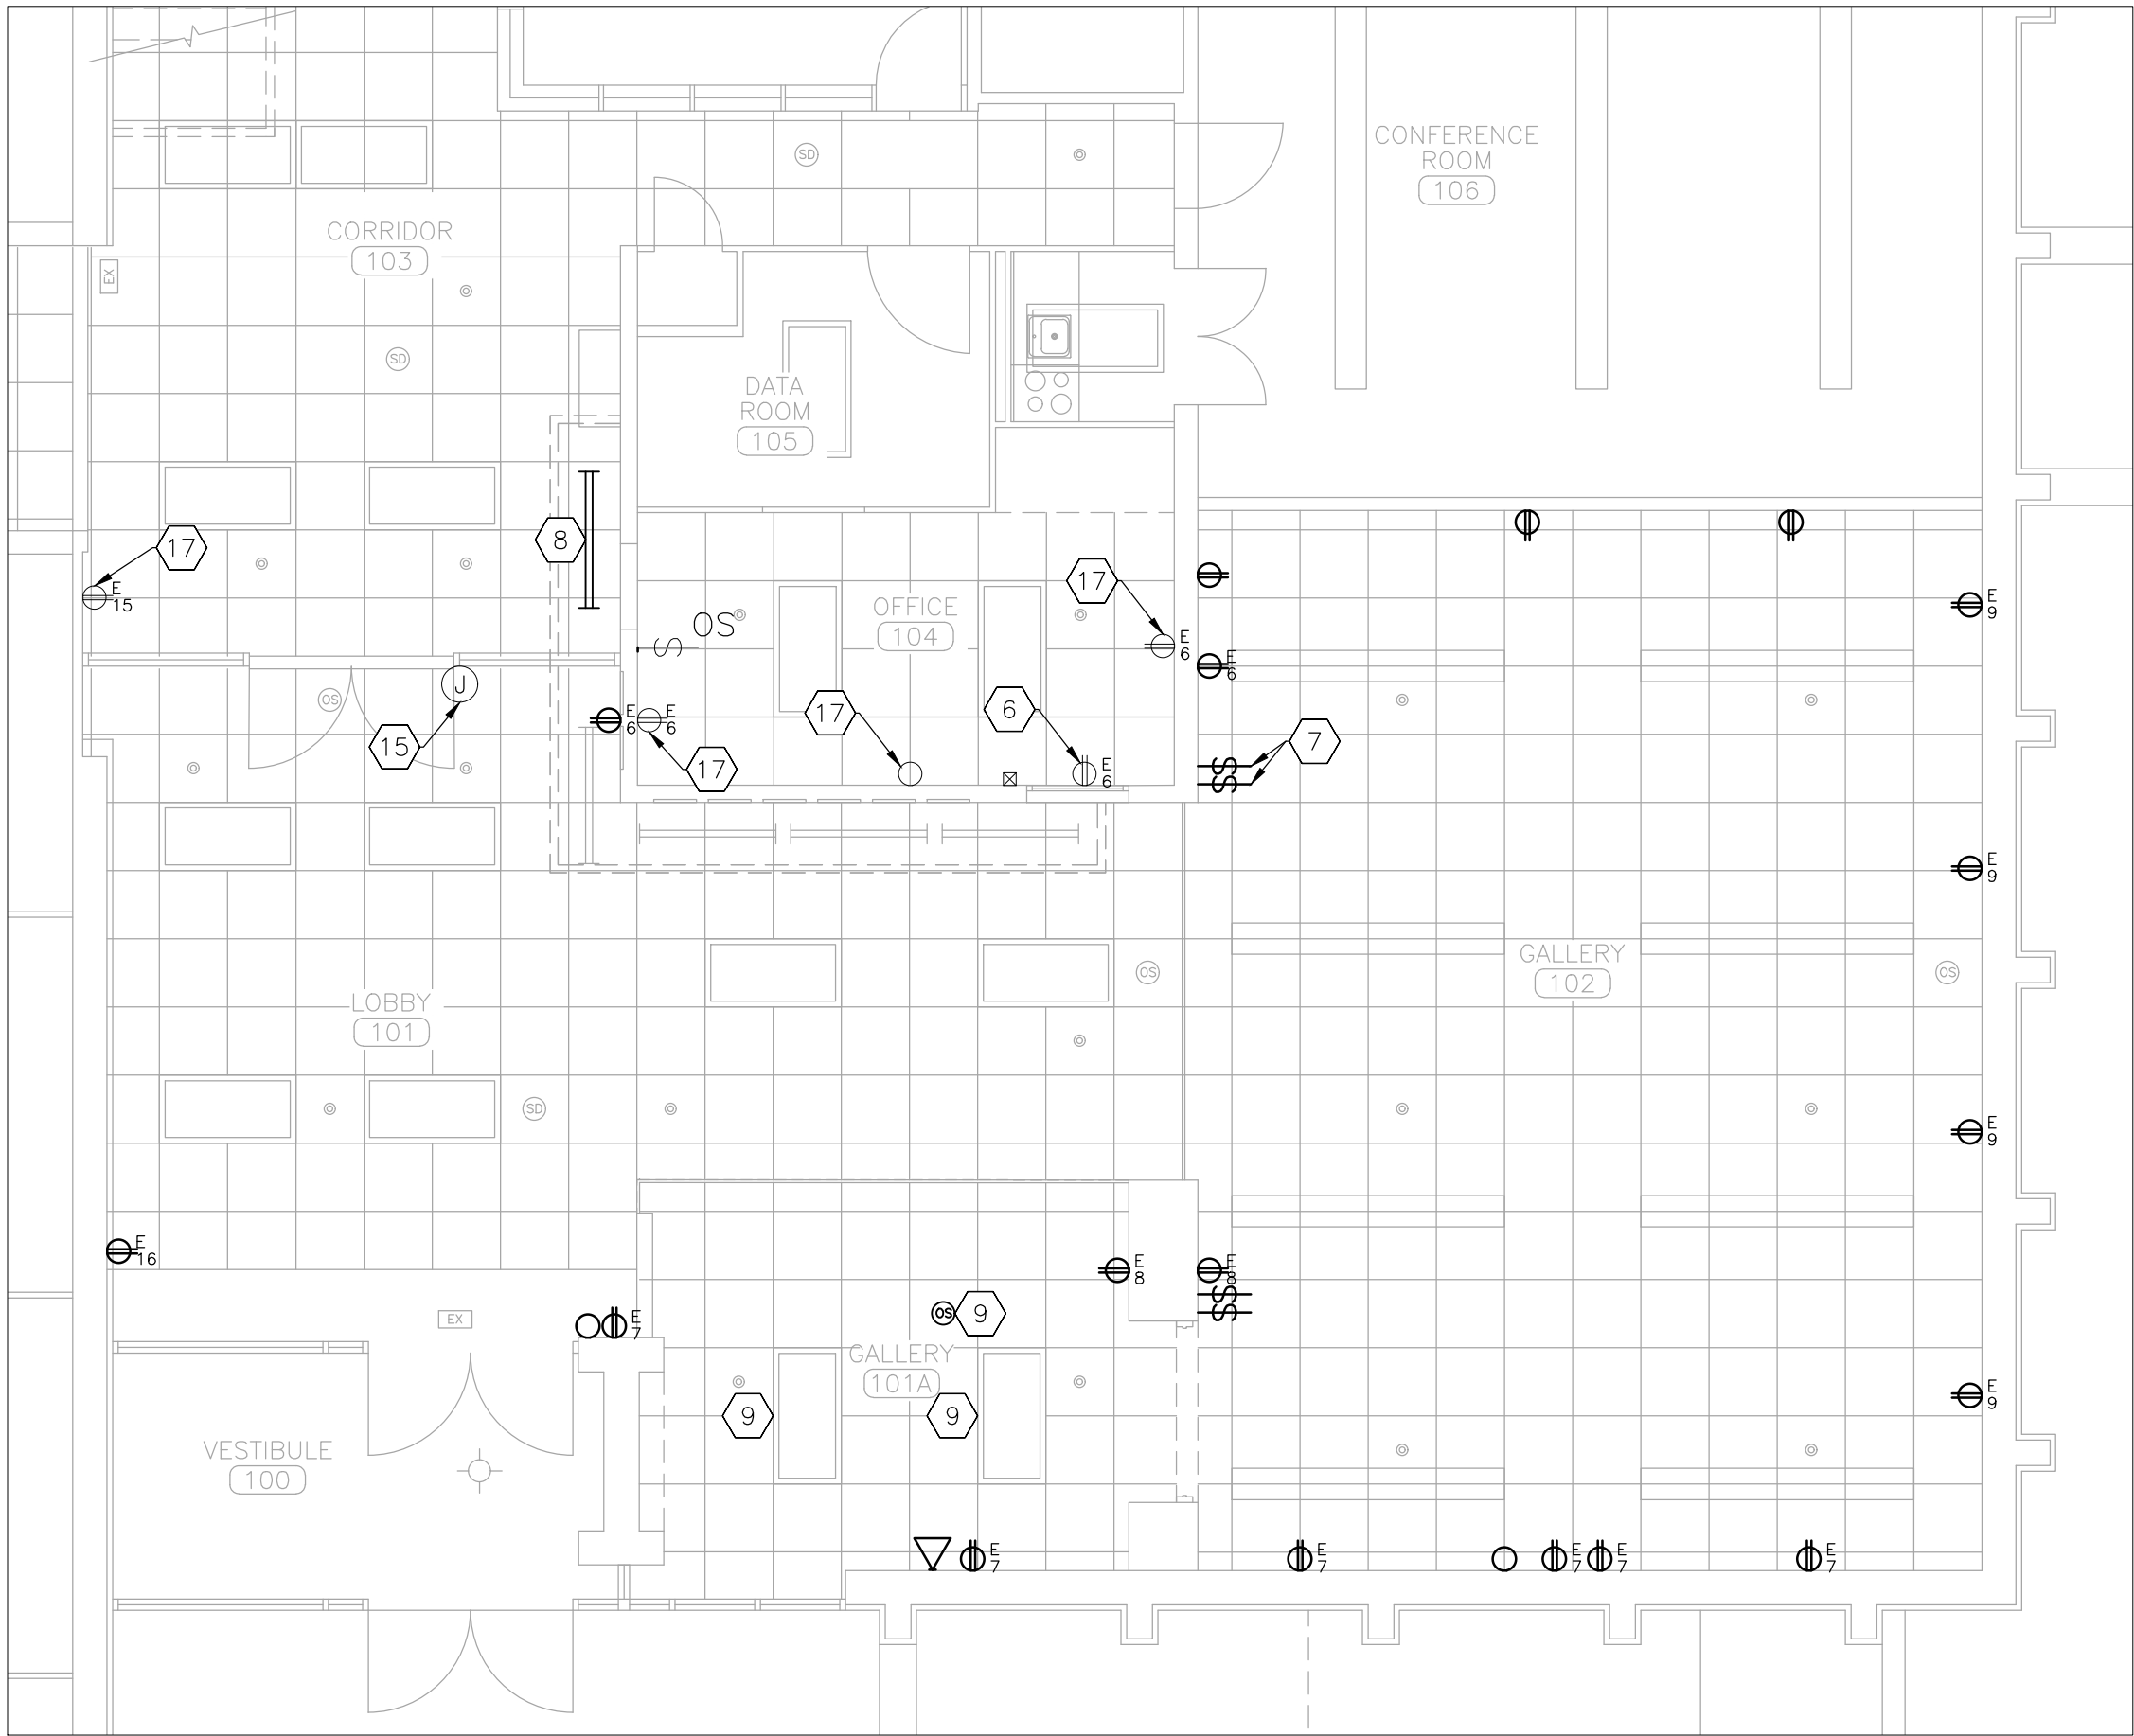 CONFERENCE
ROOM
106
SD
CORRIDOR
103
EX
SD
DATA
ROOM
105
17
8
17
E
15
OFFICE
104
OS
S
E
6
E
9
E
6
J
OS
15
E
6
E
6
17
17
6
E
6
7
S
S
E
9
GALLERY
102
OS
OS
LOBBY
101
SD
E
9
E
16
E
8
E
8
S
S
EX
E
7
OS
9
GALLERY
101A
9
9
E
9
VESTIBULE
100
E
7
E
7
E
7
E
7
E
7